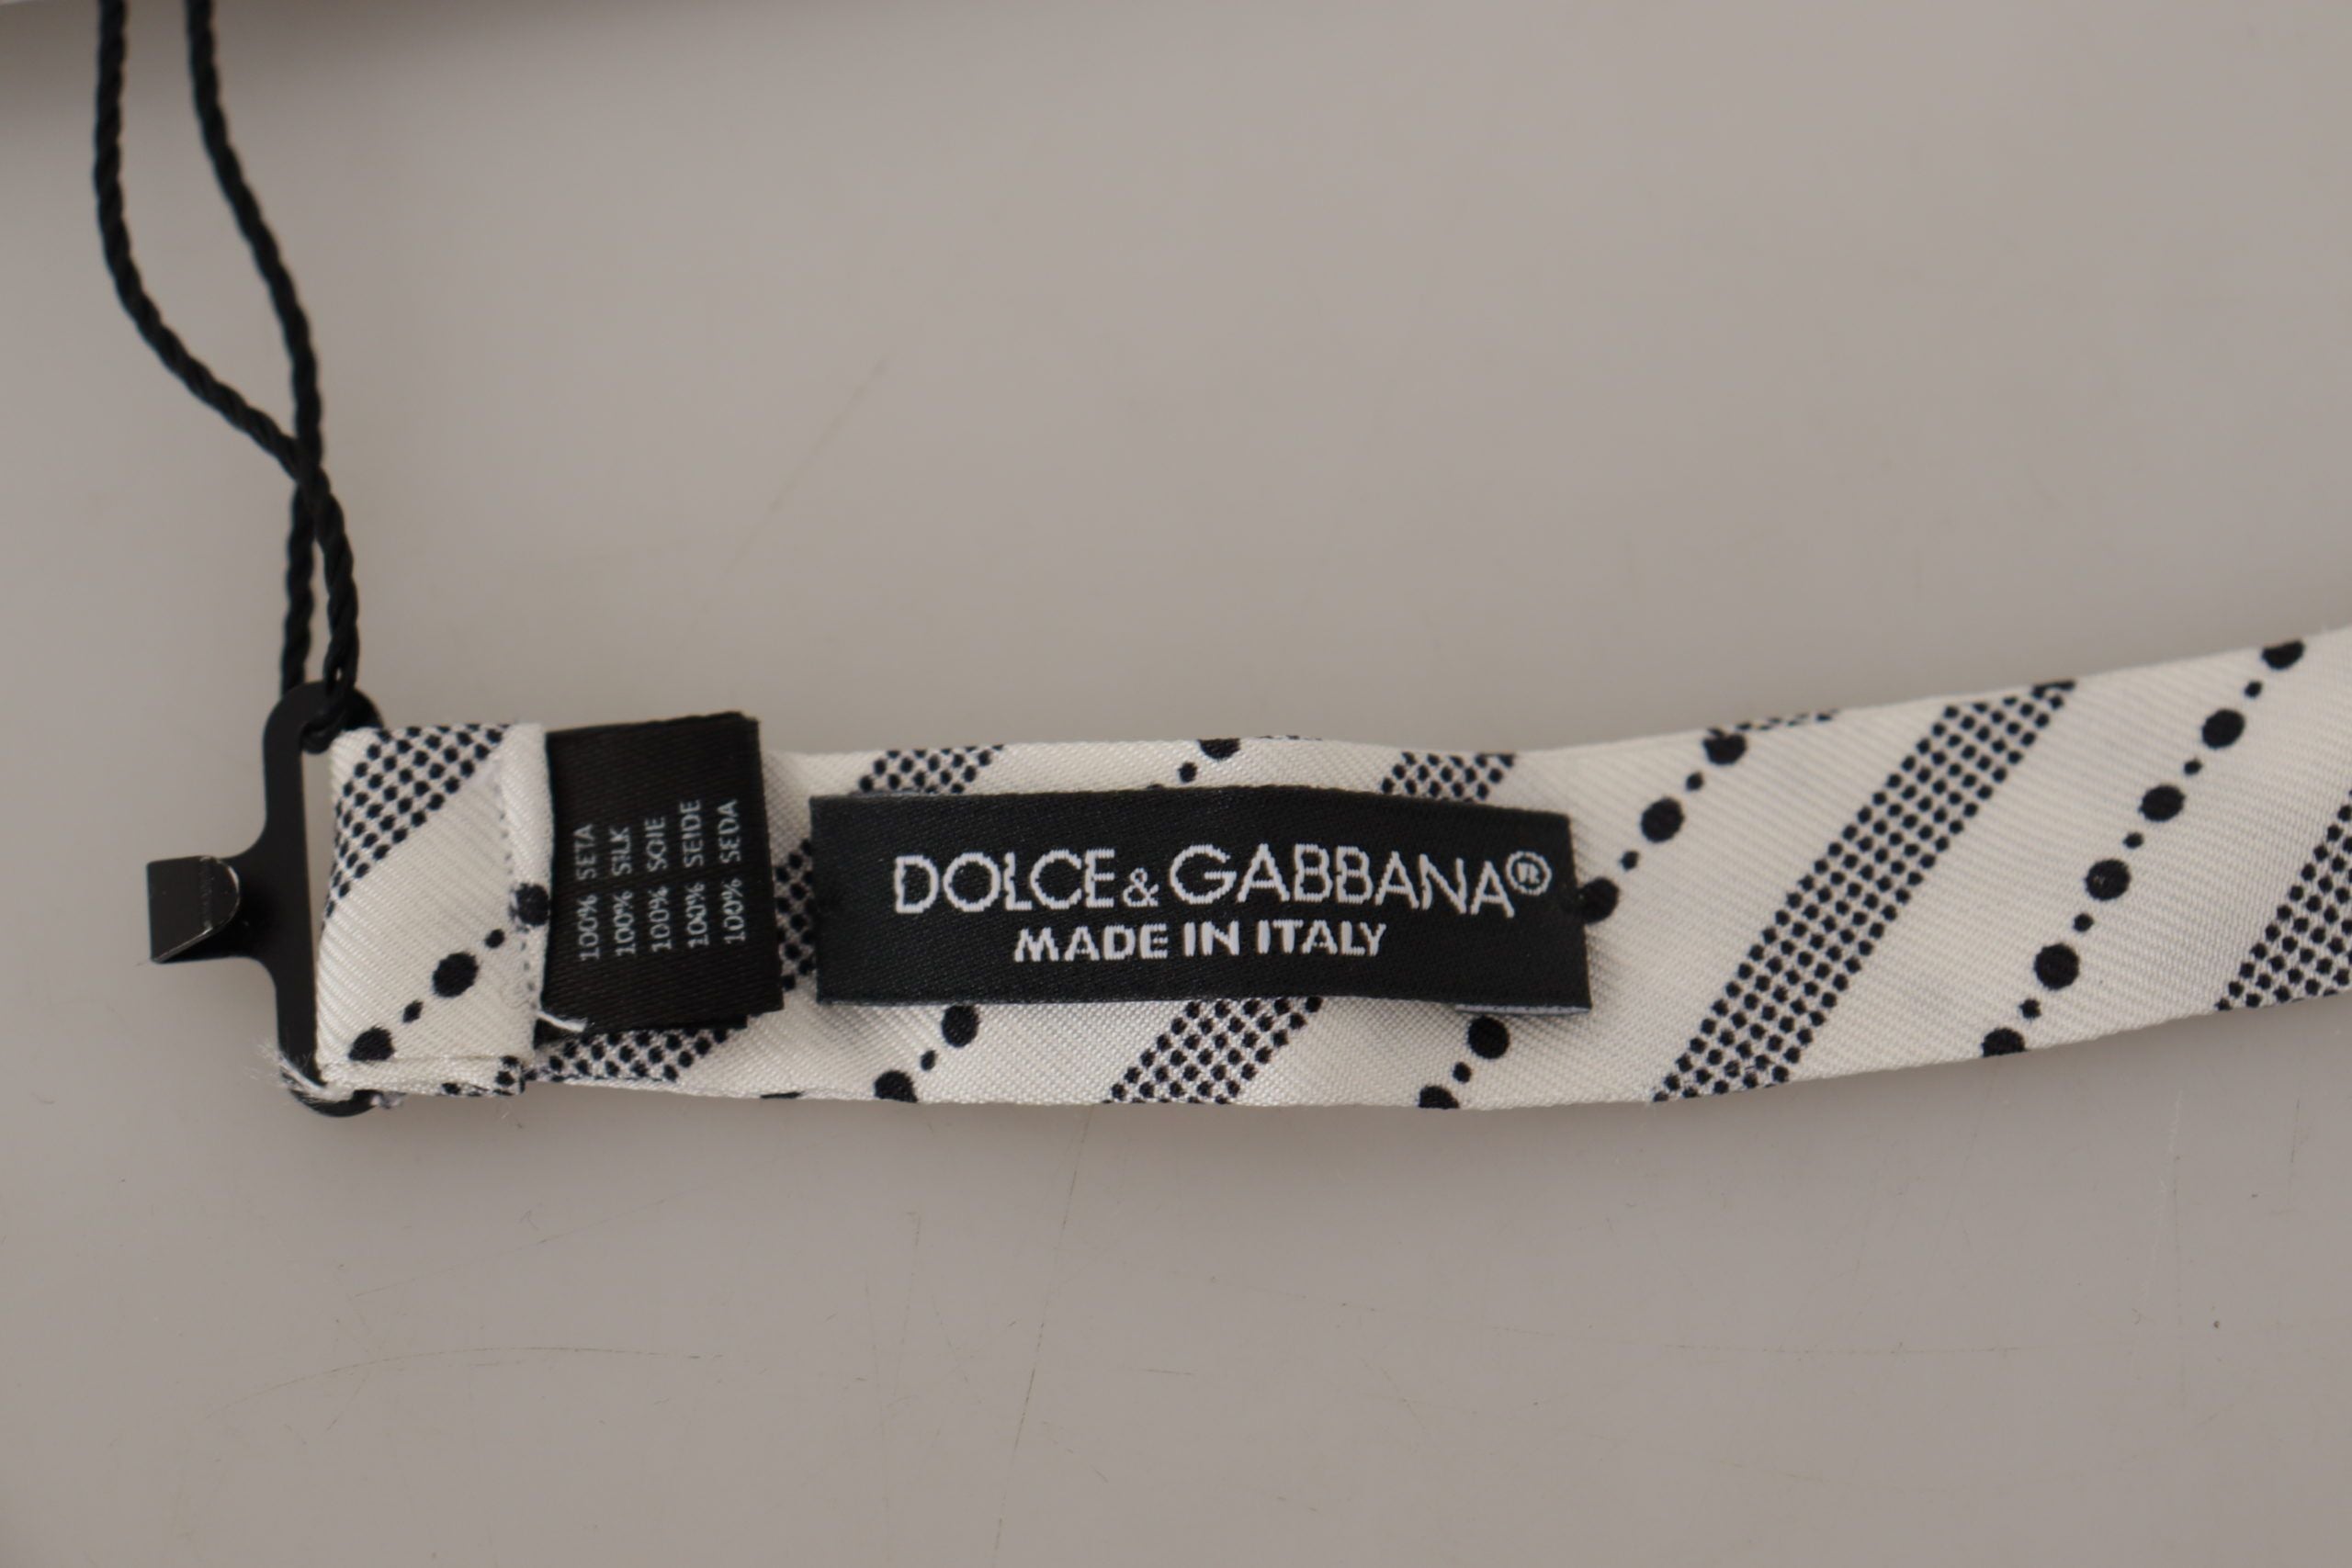 100% SETA
100% SILK
100% SOIE
100% SEIDE
100% SEDA
DOLCE & GABBANA®
MADE IN ITALY